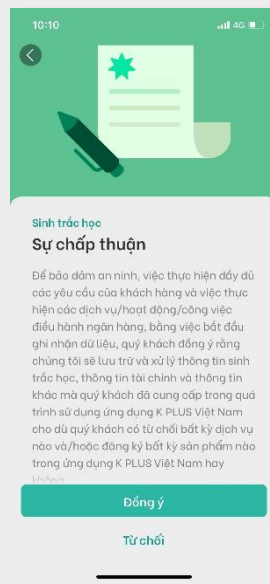 10:10
4G
Sinh trắc học
Sự chấp thuận
Để bảo đảm an ninh, việc thực hiện đầy đủ
các yêu cầu của khách hàng và việc thực
hiện các dịch vụ/hoạt động/công việc
điều hành ngân hàng, bằng việc bắt đầu
ghi nhận dữ liệu, quý khách đồng ý rằng
chúng tôi sẽ lưu trữ và xử lý thông tin sinh
trắc học, thông tin tài chính và thông tin
khác mà quý khách đã cung cấp trong quá
trình sử dụng ứng dụng K PLUS Việt Nam
cho dù quý khách có từ chối bất kỳ dịch vụ
nào và/hoặc đăng ký bất kỳ sản phẩm nào
trong ứng dụng K PLUS Việt Nam hay
không
Đồng ý
Từ chối